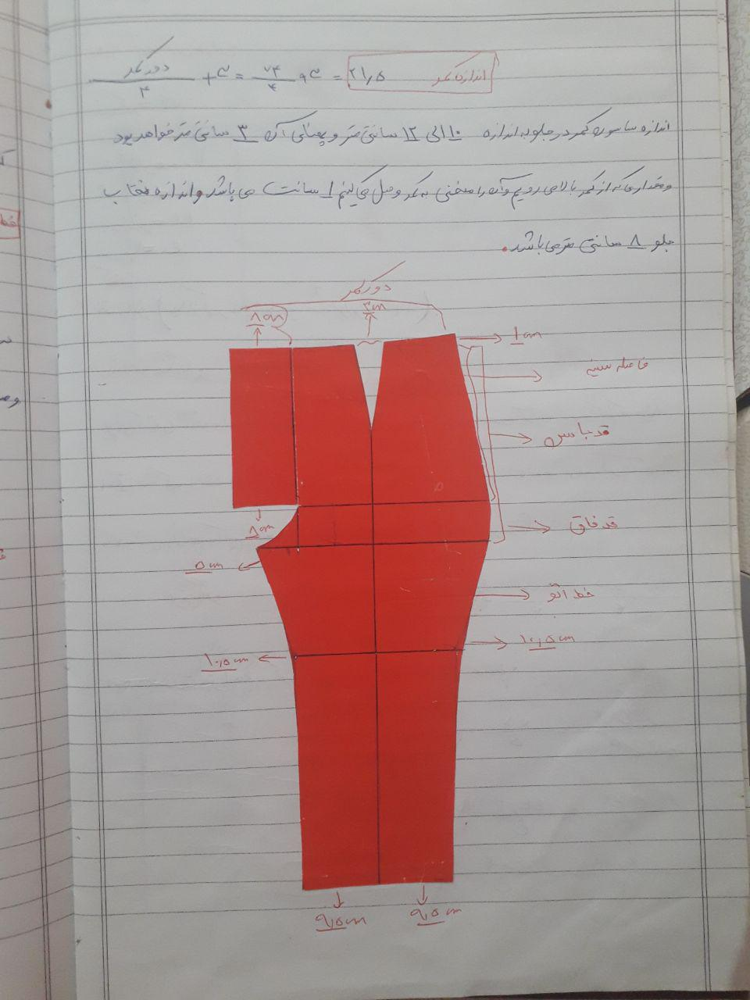 دور کمر / ۴ + ۳ = ۷۴ / ۴ + ۳ = ۲۱٫۵ اندازه کمر
اندازه ساسون کمر در جلو به اندازه ۱۰ الی ۱۲ سانتی متر و پهنای آن ۳ سانتی متر خواهد بود
و مقداری که از کمر بالا می رویم و آن را منحنی به کمر وصل می کنیم ۱ سانت می باشد و اندازه سجاب
جلو ۸ سانتی متر می باشد.
دور کمر
۸cm
۳cm
۱cm
فاصله سینه
قد باسن
۸cm
قد فاق
۵cm
خط اتو
۱۰٫۵cm
۱۰٫۵cm
۹٫۵cm
۹٫۵cm